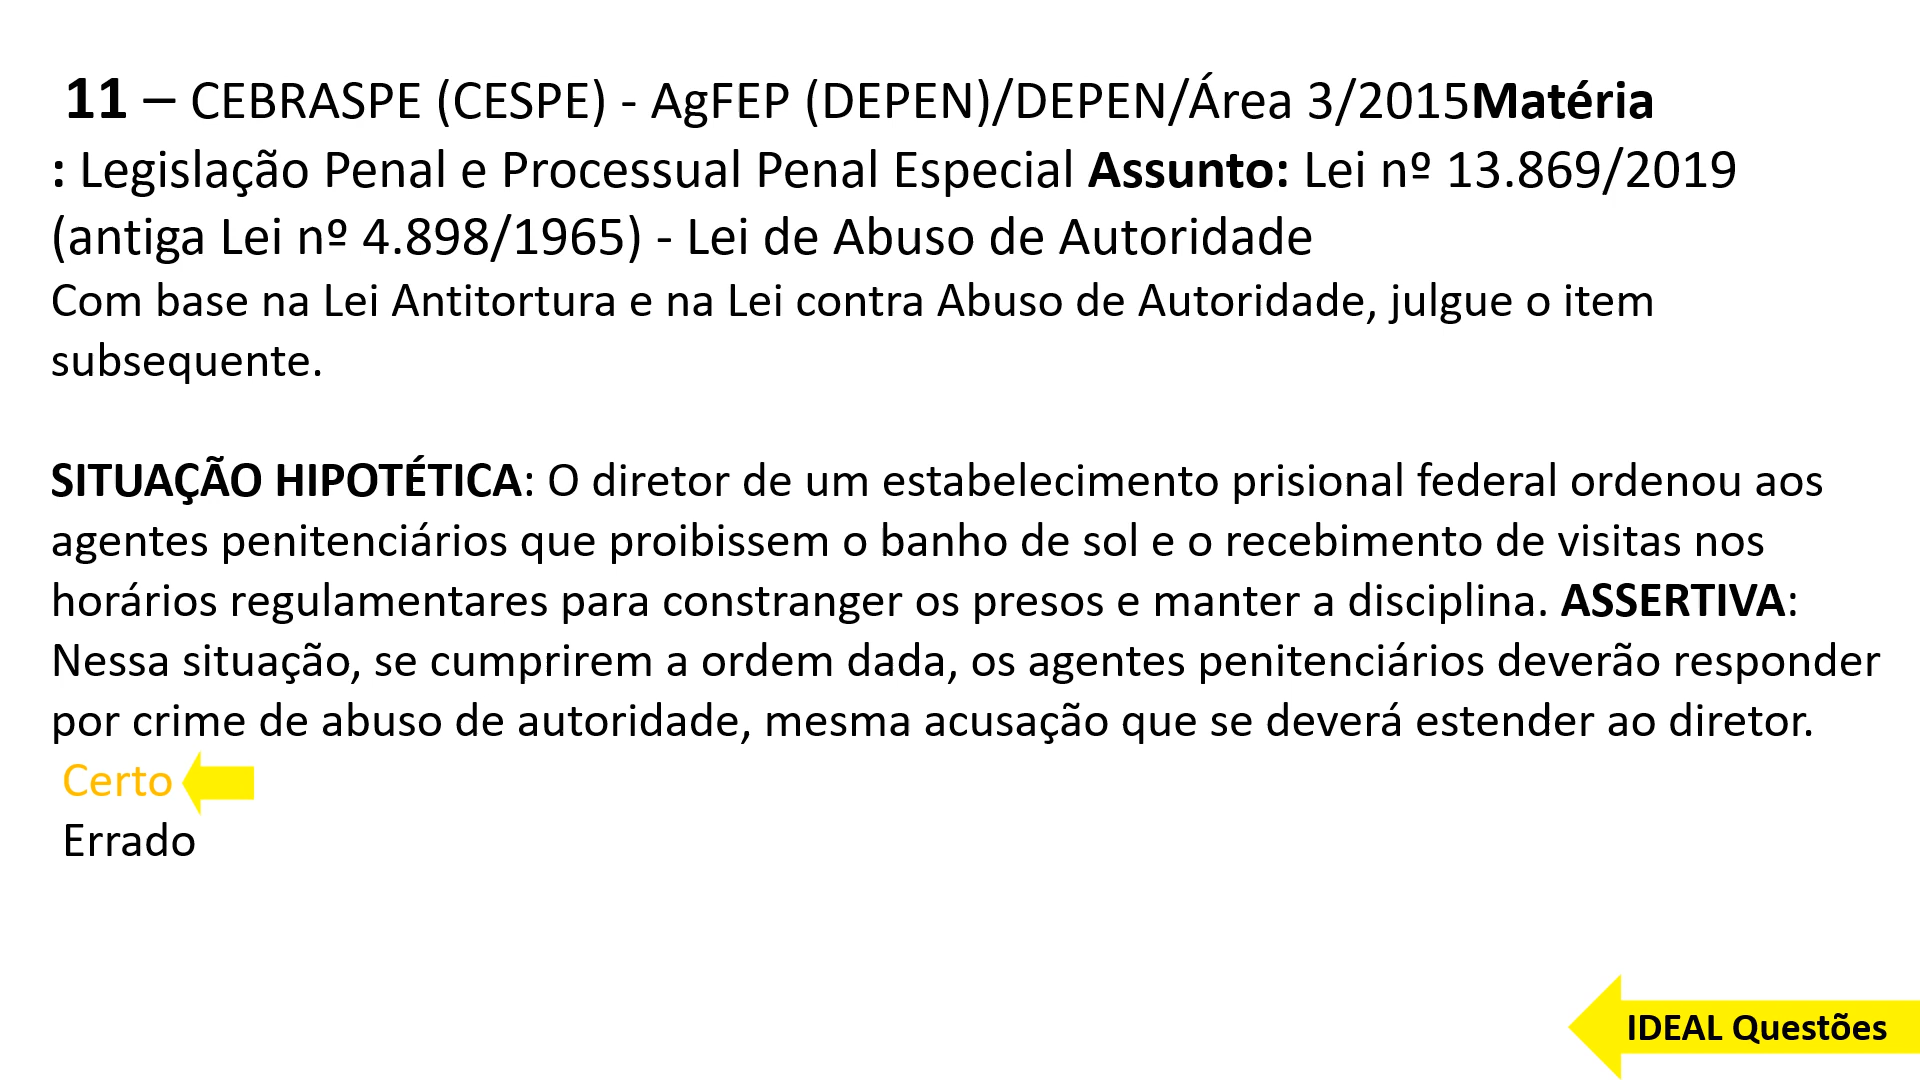 11 – CEBRASPE (CESPE) - AgFEP (DEPEN)/DEPEN/Área 3/2015Matéria
: Legislação Penal e Processual Penal Especial Assunto: Lei nº 13.869/2019
(antiga Lei nº 4.898/1965) - Lei de Abuso de Autoridade
Com base na Lei Antitortura e na Lei contra Abuso de Autoridade, julgue o item
subsequente.
SITUAÇÃO HIPOTÉTICA: O diretor de um estabelecimento prisional federal ordenou aos
agentes penitenciários que proibissem o banho de sol e o recebimento de visitas nos
horários regulamentares para constranger os presos e manter a disciplina. ASSERTIVA:
Nessa situação, se cumprirem a ordem dada, os agentes penitenciários deverão responder
por crime de abuso de autoridade, mesma acusação que se deverá estender ao diretor.
Certo
Errado
IDEAL Questões